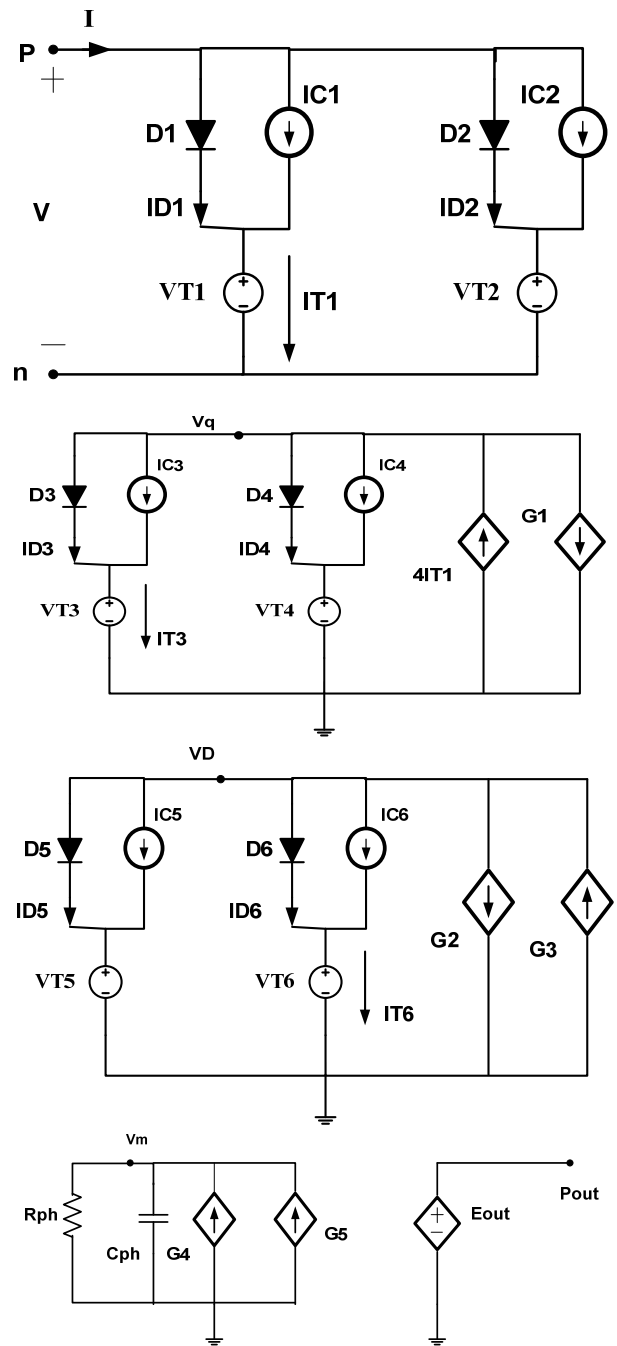 I
P
+
IC1
IC2
D1
D2
V
ID1
ID2
+
+
VT1
VT2
−
−
IT1
—
n
Vq
IC3
IC4
D3
D4
G1
ID3
ID4
4IT1
+
+
VT3
VT4
−
−
IT3
VD
IC5
IC6
D5
D6
ID5
ID6
G2
G3
+
+
VT5
VT6
−
−
IT6
Vm
Rph
Cph
G4
G5
Pout
+
Eout
−